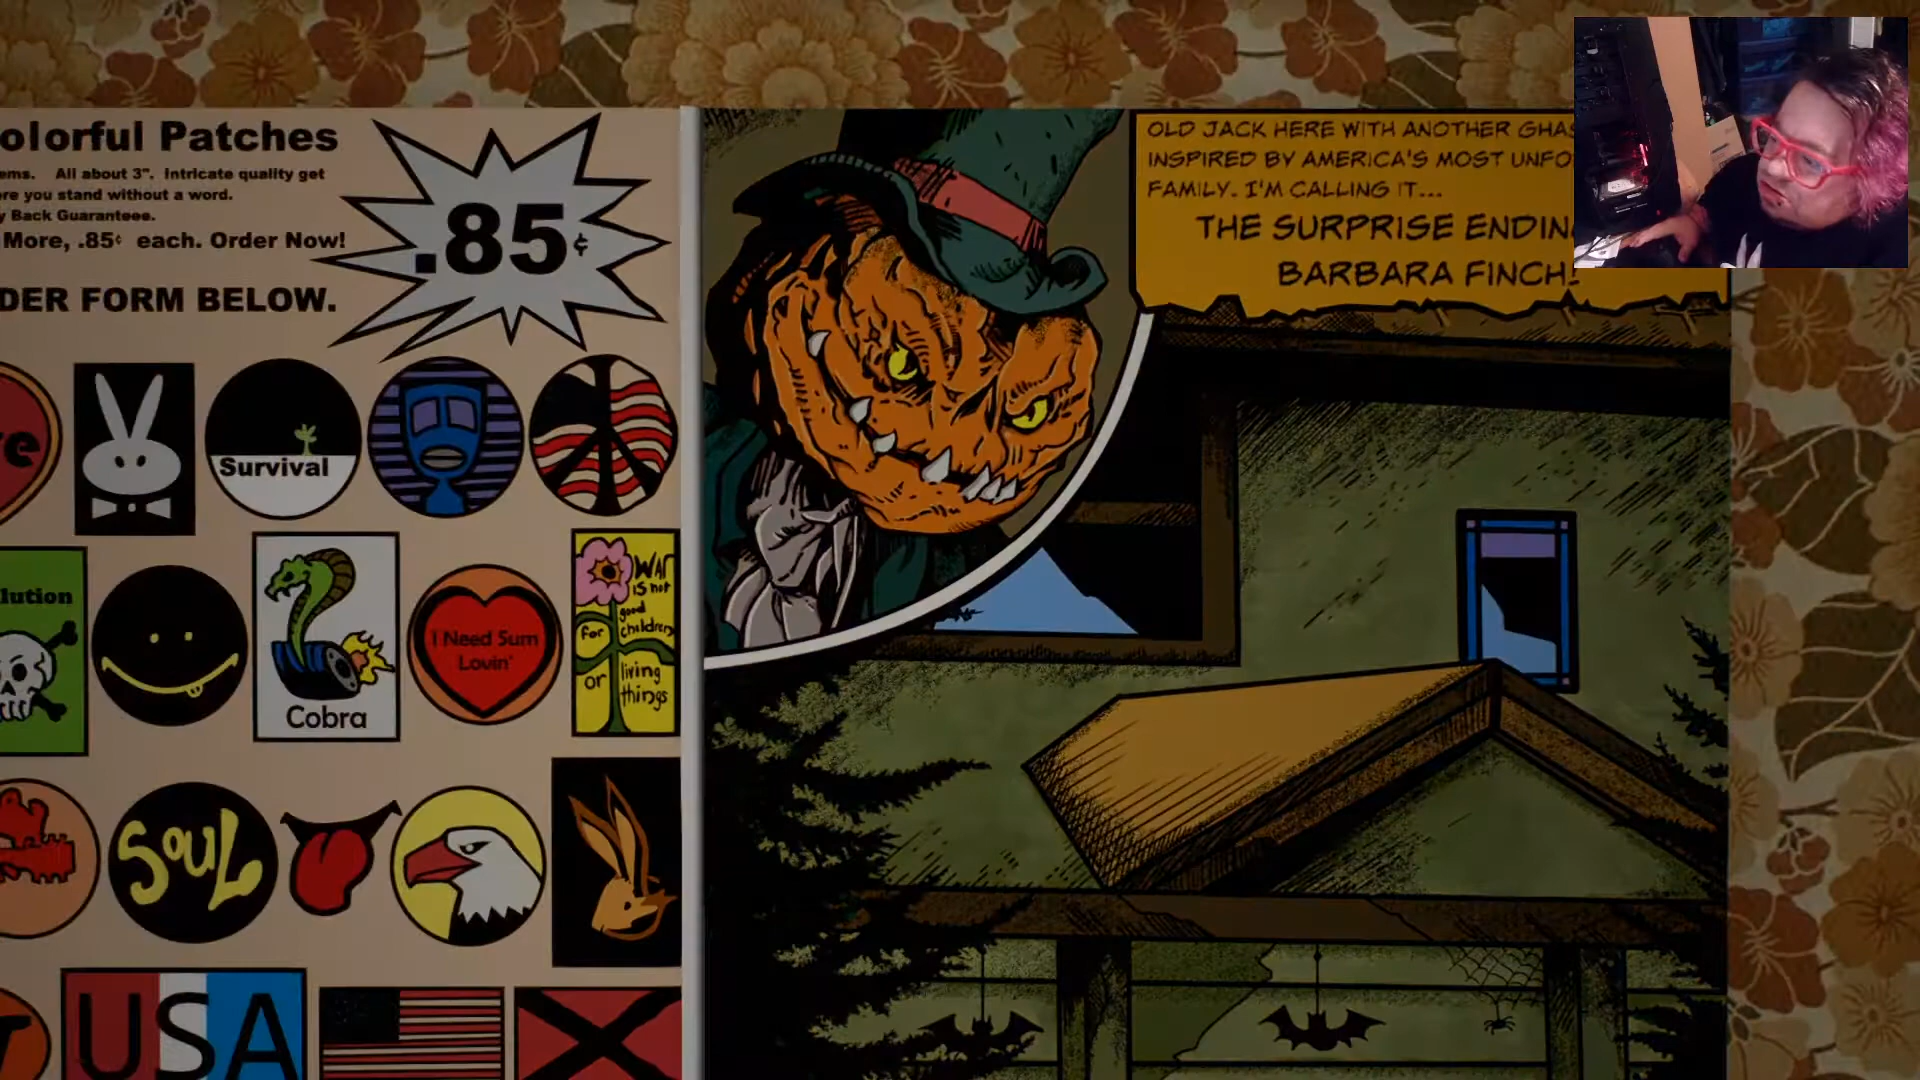 olorful Patches
ems. All about 3". Intricate quality get
re you stand without a word.
y Back Guarantee.
More, .85¢ each. Order Now!
DER FORM BELOW.
.85¢
OLD JACK HERE WITH ANOTHER GHAS
INSPIRED BY AMERICA'S MOST UNFO
FAMILY. I'M CALLING IT...
THE SURPRISE ENDIN
BARBARA FINCH!
Survival
lution
Cobra
I Need Sum
Lovin'
War
is not
good
for children
or living
things
SOUL
USA